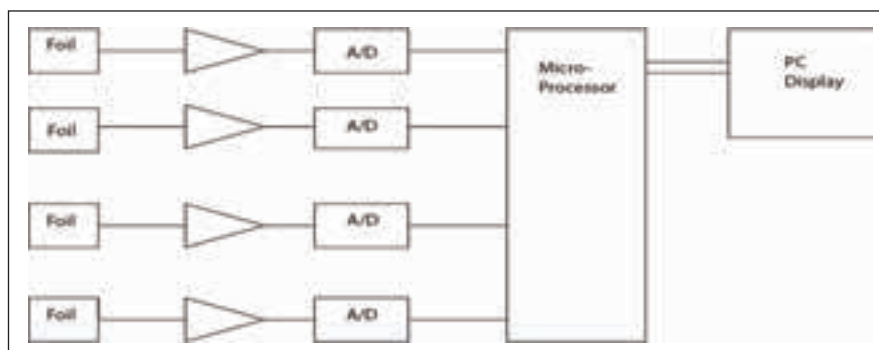 Foil
A/D
Micro-
Processor
PC
Display
Foil
A/D
Foil
A/D
Foil
A/D